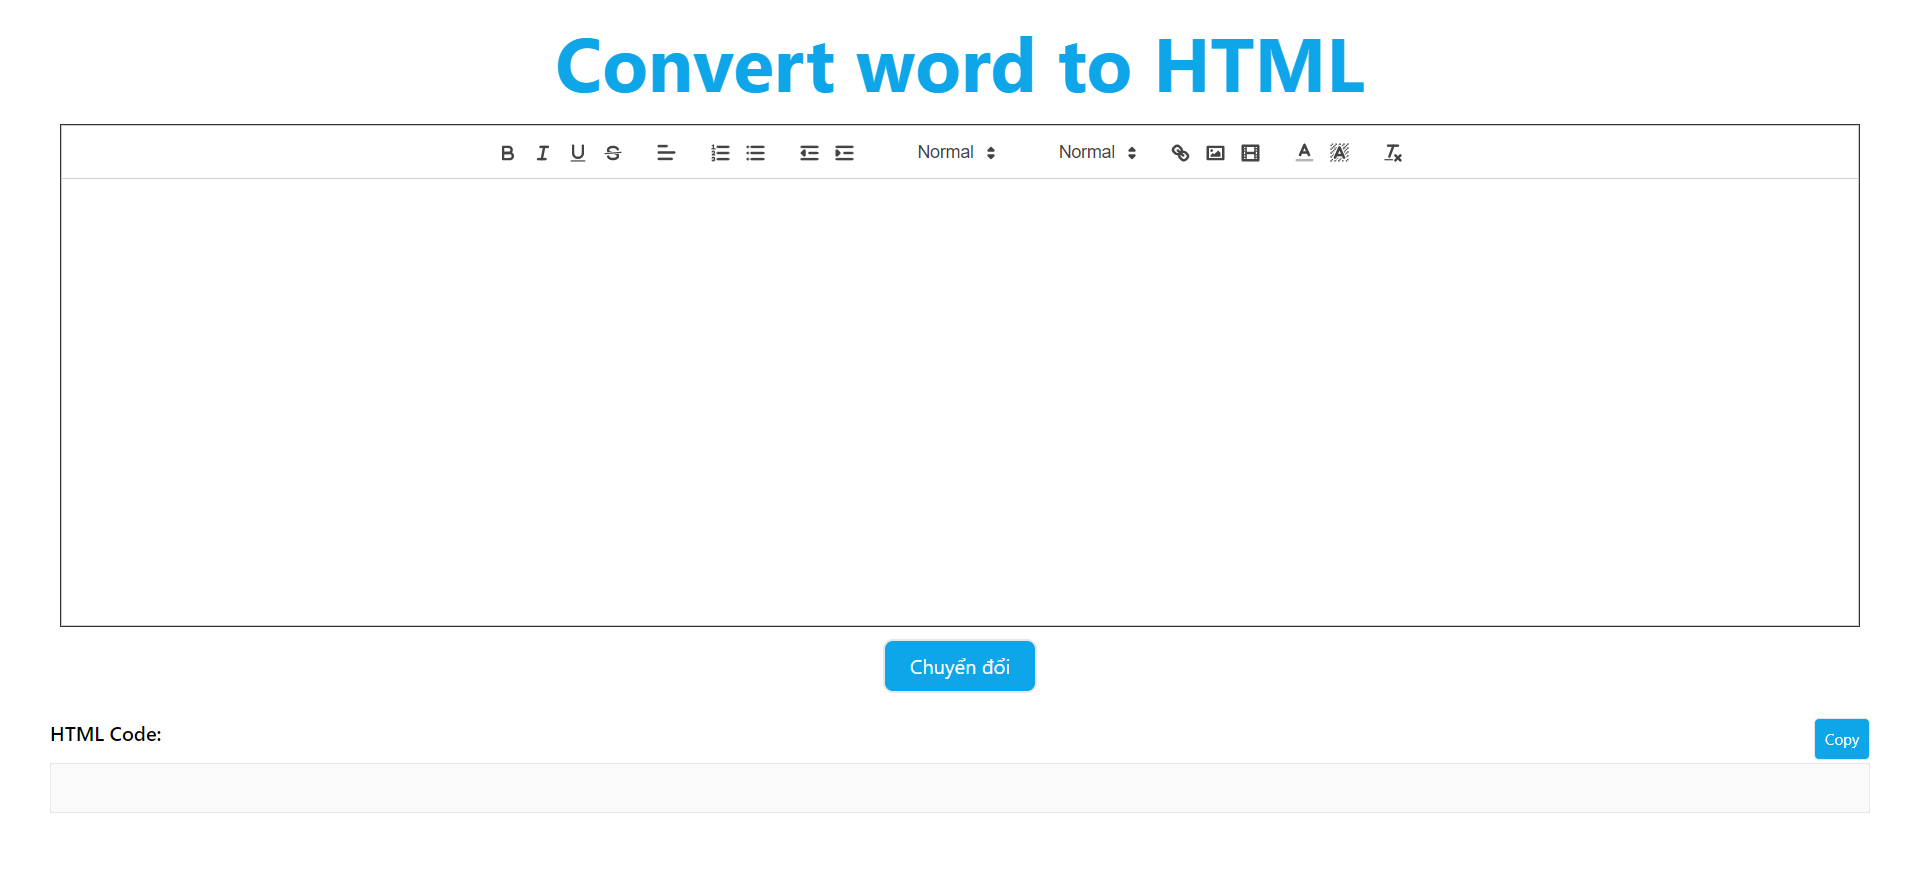 Convert word to HTML
Normal Normal
Chuyển đổi
HTML Code:
Copy